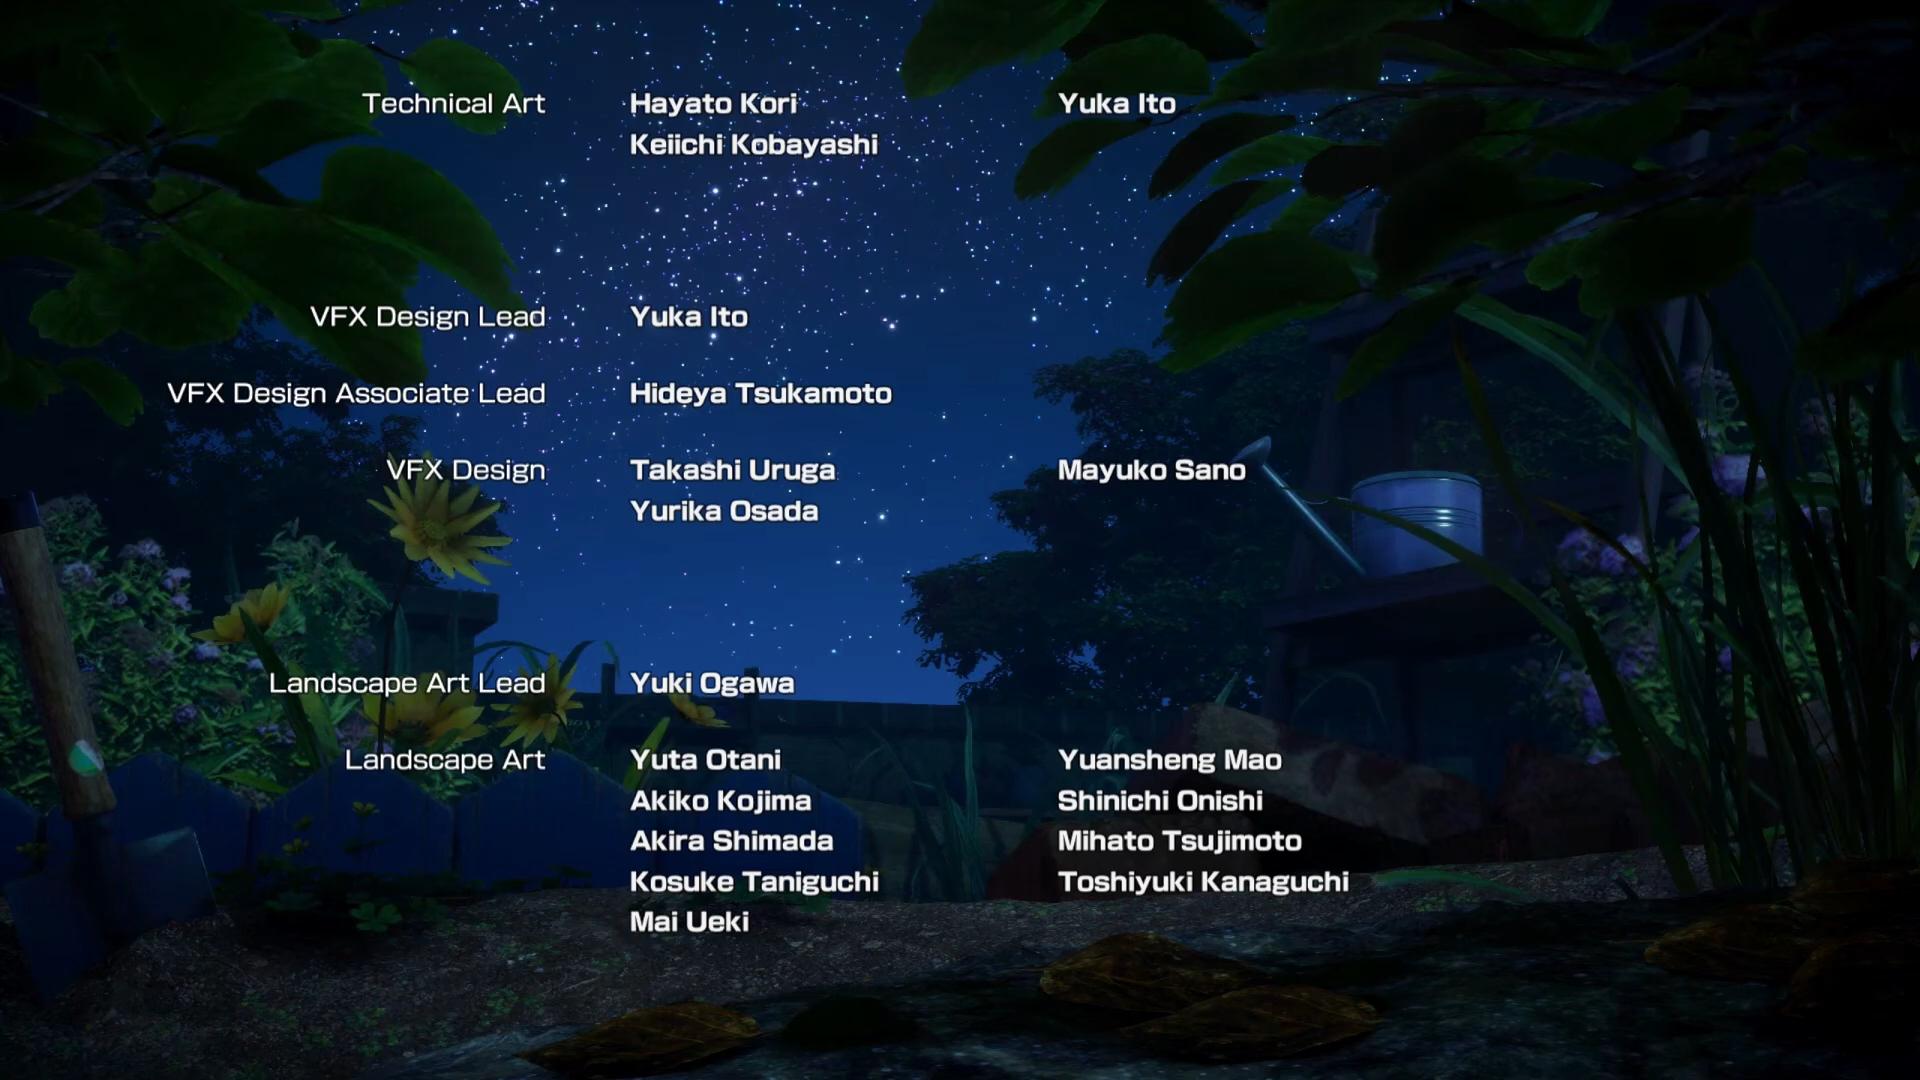 Technical Art Hayato Kori Yuka Ito
Keiichi Kobayashi
VFX Design Lead Yuka Ito
VFX Design Associate Lead Hideya Tsukamoto
VFX Design Takashi Uruga Mayuko Sano
Yurika Osada
Landscape Art Lead Yuki Ogawa
Landscape Art Yuta Otani Yuansheng Mao
Akiko Kojima Shinichi Onishi
Akira Shimada Mihato Tsujimoto
Kosuke Taniguchi Toshiyuki Kanaguchi
Mai Ueki